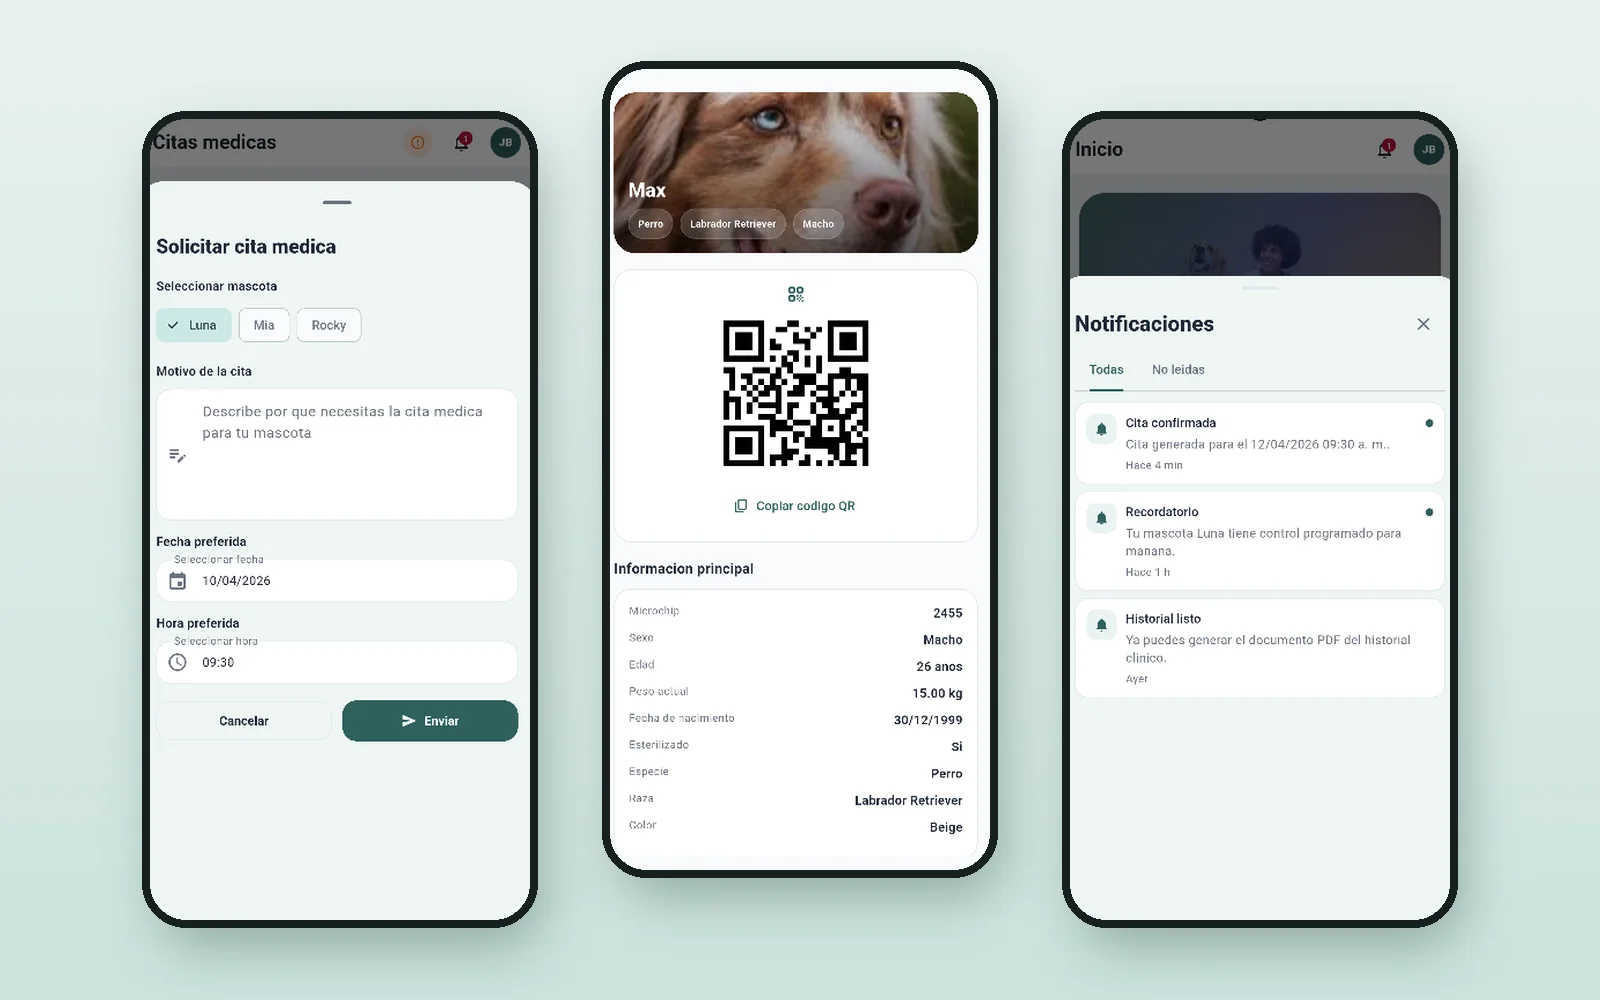 Citas medicas
1
JB
Solicitar cita medica
Seleccionar mascota
Luna
Mia
Rocky
Motivo de la cita
Describe por que necesitas la cita medica
para tu mascota
Fecha preferida
Seleccionar fecha
10/04/2026
Hora preferida
Seleccionar hora
09:30
Cancelar
Enviar
Max
Perro
Labrador Retriever
Macho
Copiar codigo QR
Informacion principal
Microchip 2455
Sexo Macho
Edad 26 anos
Peso actual 15.00 kg
Fecha de nacimiento 30/12/1999
Esterilizado Si
Especie Perro
Raza Labrador Retriever
Color Beige
Inicio
1
JB
Notificaciones
Todas
No leidas
Cita confirmada
Cita generada para el 12/04/2026 09:30 a. m..
Hace 4 min
Recordatorio
Tu mascota Luna tiene control programado para
manana.
Hace 1 h
Historial listo
Ya puedes generar el documento PDF del historial
clinico.
Ayer